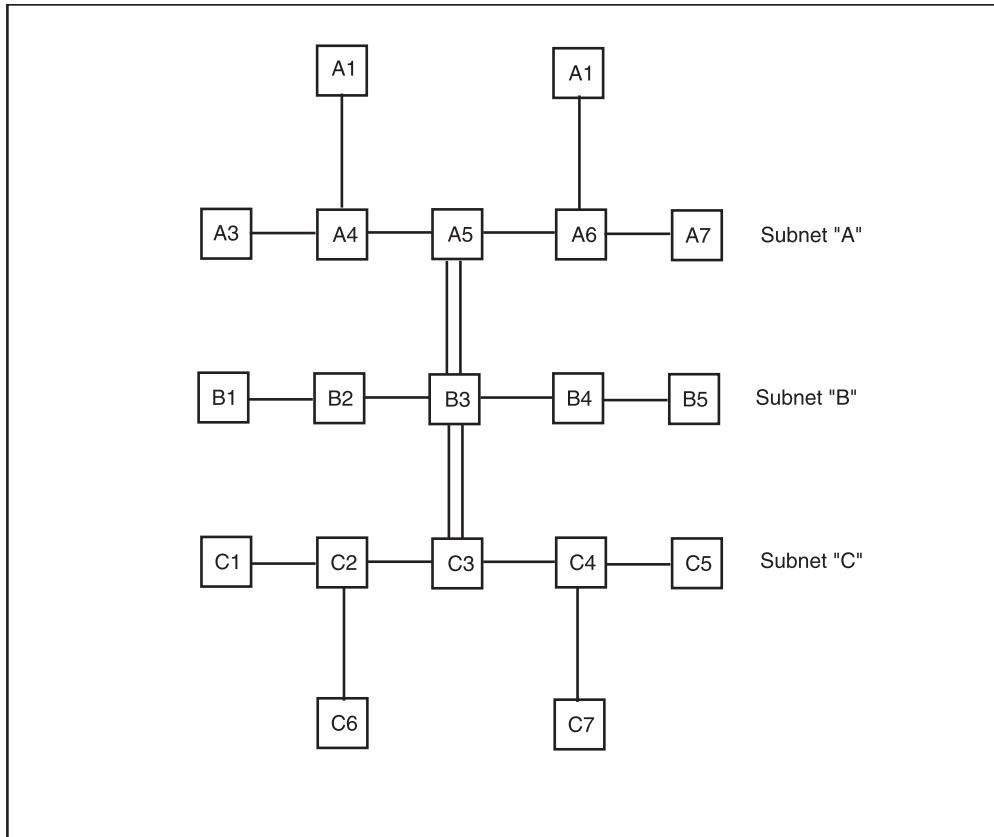 A1 A1
A3 A4 A5 A6 A7 Subnet "A"
B1 B2 B3 B4 B5 Subnet "B"
C1 C2 C3 C4 C5 Subnet "C"
C6 C7